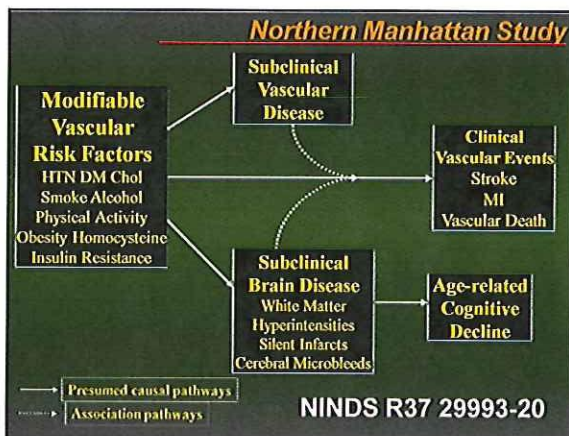 Northern Manhattan Study
Subclinical
Vascular
Disease
Modifiable
Vascular
Risk Factors
HTN DM Chol
Smoke Alcohol
Physical Activity
Obesity Homocysteine
Insulin Resistance
Clinical
Vascular Events
Stroke
MI
Vascular Death
Subclinical
Brain Disease
White Matter
Hyperintensities
Silent Infarcts
Cerebral Microbleeds
Age-related
Cognitive
Decline
Presumed causal pathways
Association pathways
NINDS R37 29993-20